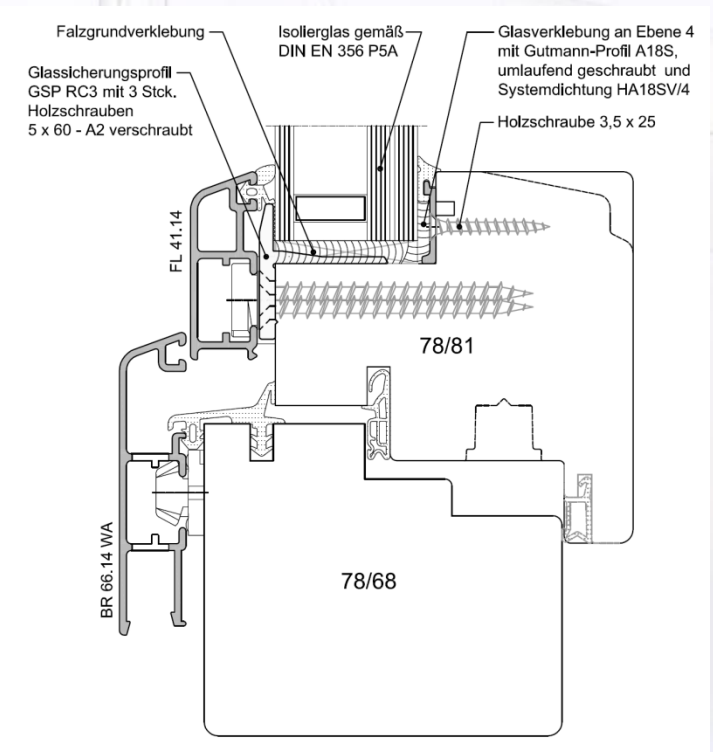 Falzgrundverklebung
Isolierglas gemäß
DIN EN 356 P5A
Glasverklebung an Ebene 4
mit Gutmann-Profil A18S,
umlaufend geschraubt und
Systemdichtung HA18SV/4
Glassicherungsprofil
GSP RC3 mit 3 Stck.
Holzschrauben
5 x 60 - A2 verschraubt
Holzschraube 3,5 x 25
FL 41.14
78/81
BR 66.14 WA
78/68